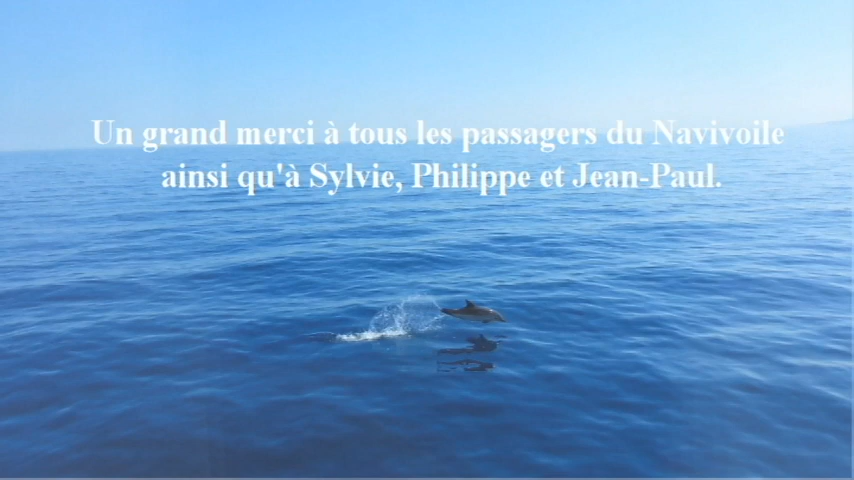 Un grand merci à tous les passagers du Navivoile
ainsi qu'à Sylvie, Philippe et Jean-Paul.